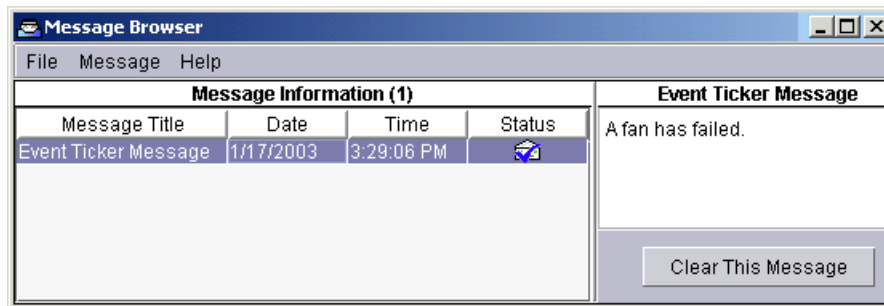 Message Browser
File Message Help
Message Information (1)
Message Title Date Time Status
Event Ticker Message 1/17/2003 3:29:06 PM
Event Ticker Message
A fan has failed.
Clear This Message